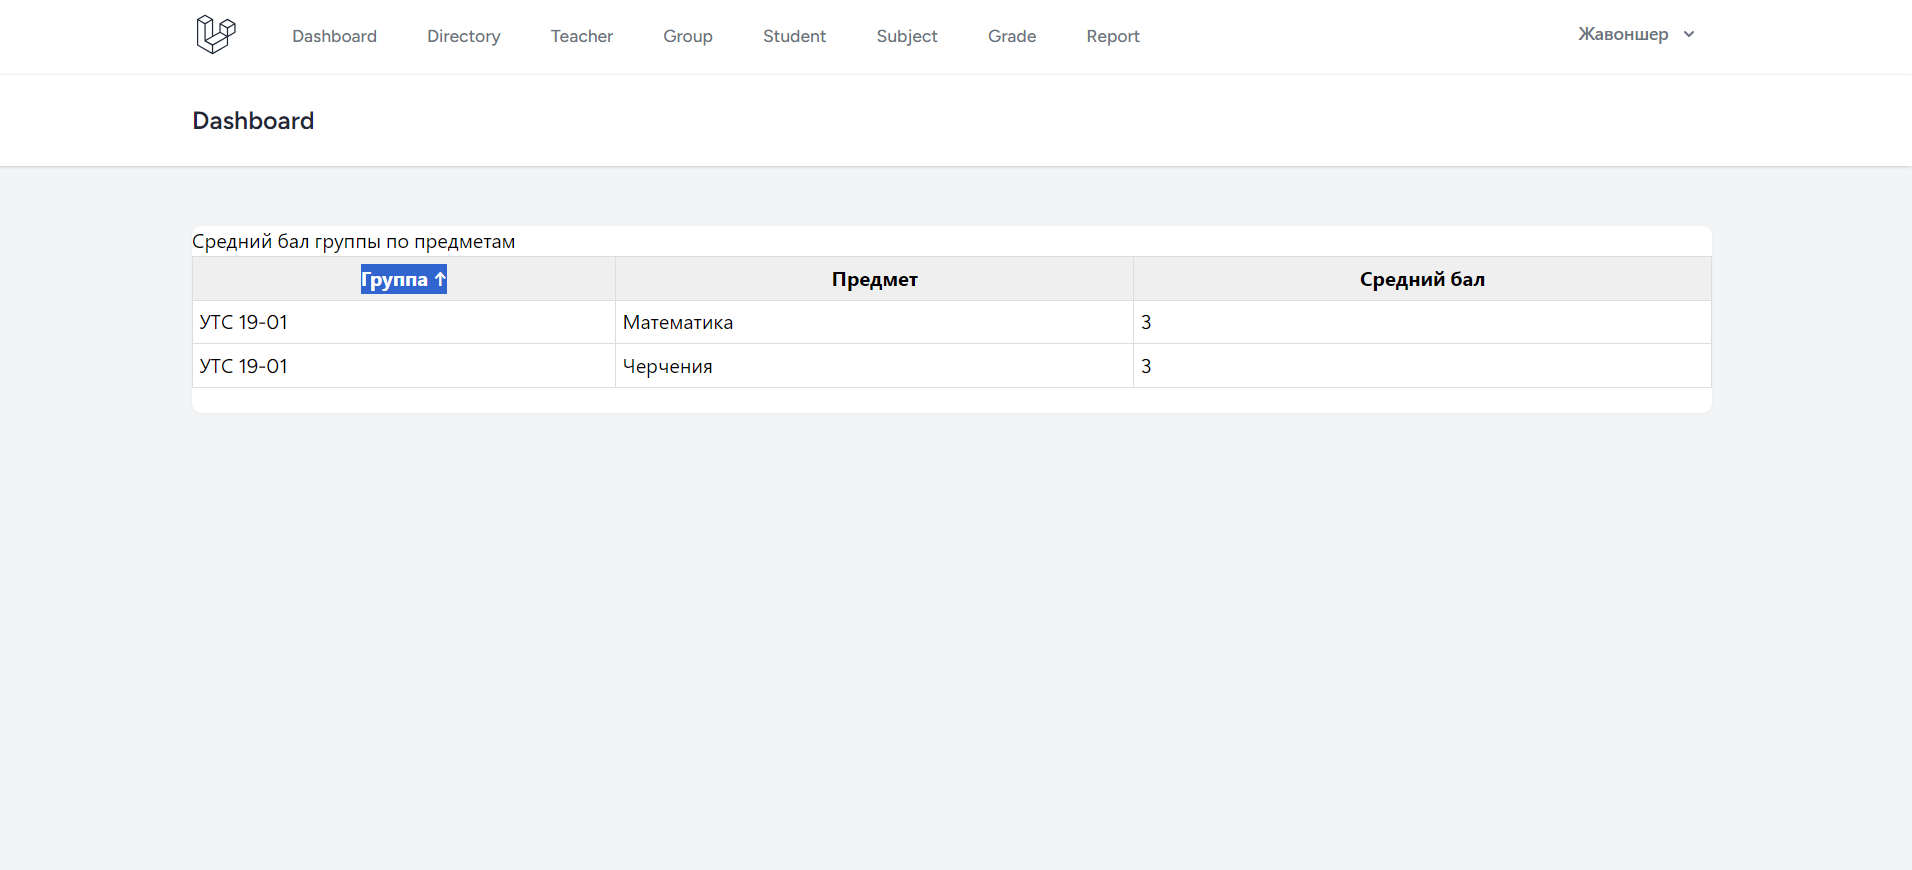 Dashboard Directory Teacher Group Student Subject Grade Report Жавоншер
Dashboard
Средний бал группы по предметам
Группа ↑ Предмет Средний бал
УТС 19-01 Математика 3
УТС 19-01 Черчения 3